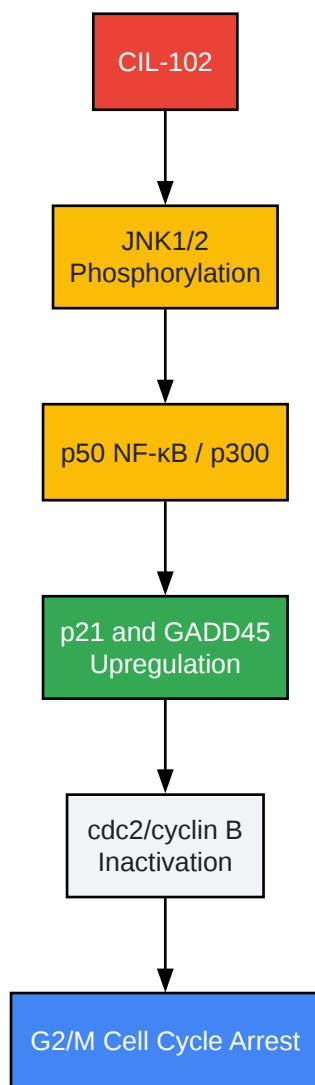 CIL-102
JNK1/2
Phosphorylation
p50 NF-κB / p300
p21 and GADD45
Upregulation
cdc2/cyclin B
Inactivation
G2/M Cell Cycle Arrest